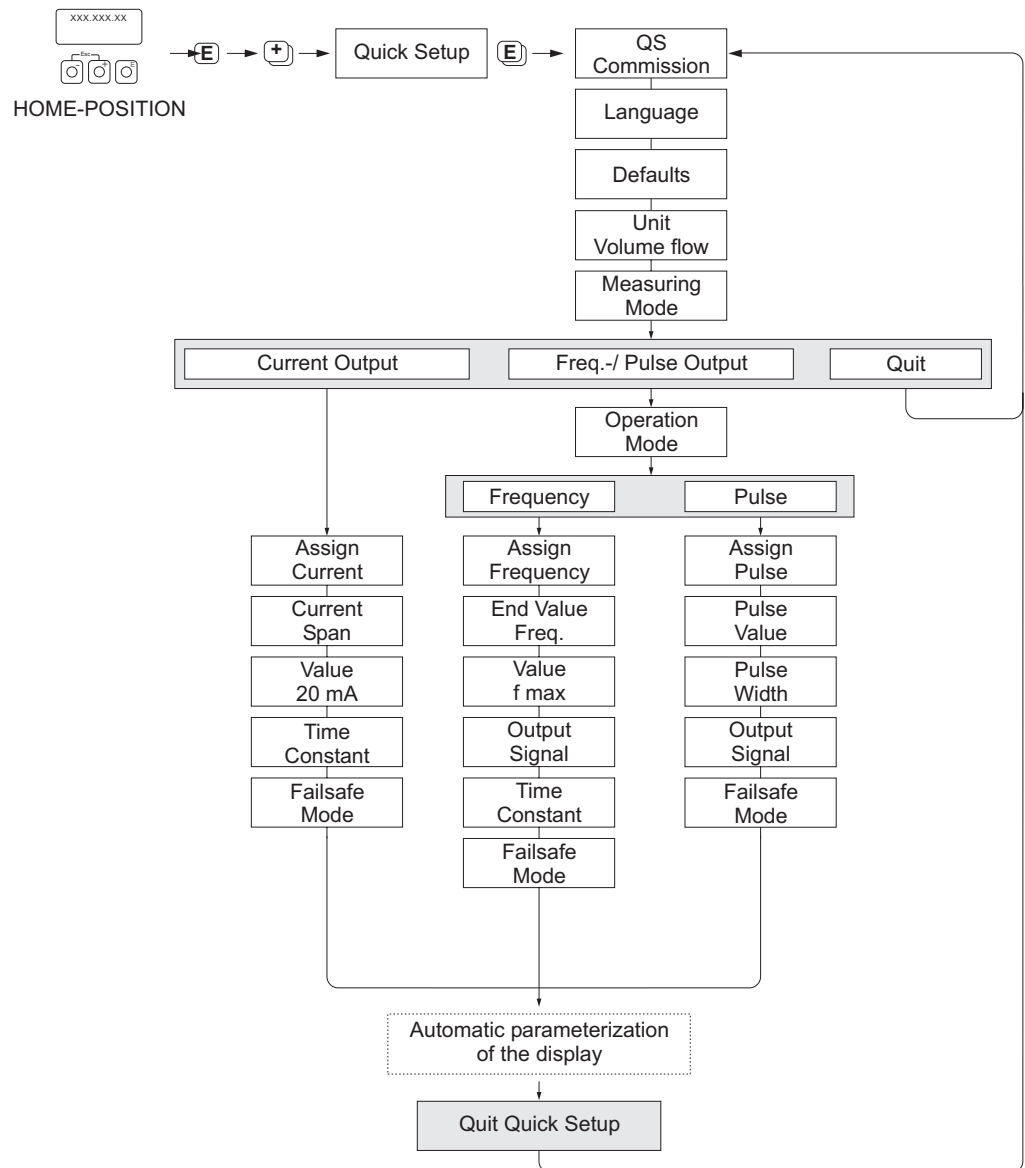 xxx.xxx.xx
Esc
- + E
HOME-POSITION
E
+
Quick Setup
E
QS
Commission
Language
Defaults
Unit
Volume flow
Measuring
Mode
Current Output
Freq.-/ Pulse Output
Quit
Operation
Mode
Frequency
Pulse
Assign
Current
Current
Span
Value
20 mA
Time
Constant
Failsafe
Mode
Assign
Frequency
End Value
Freq.
Value
f max
Output
Signal
Time
Constant
Failsafe
Mode
Assign
Pulse
Pulse
Value
Pulse
Width
Output
Signal
Failsafe
Mode
Automatic parameterization
of the display
Quit Quick Setup